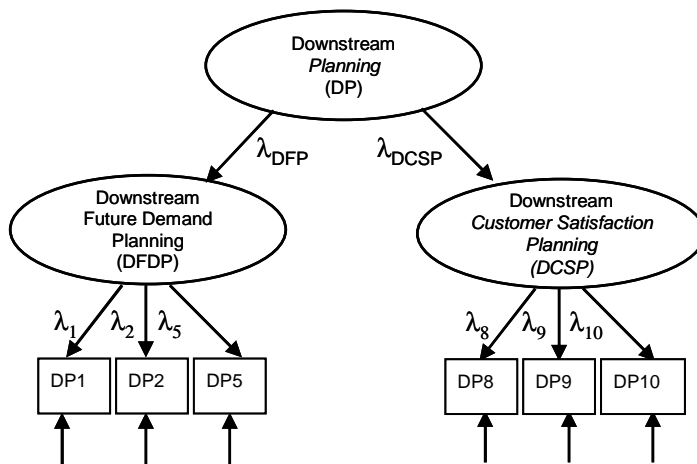 Downstream
Planning
(DP)
λDFP
λDCSP
Downstream
Future Demand
Planning
(DFDP)
Downstream
Customer Satisfaction
Planning
(DCSP)
λ1
λ2
λ5
λ8
λ9
λ10
DP1
DP2
DP5
DP8
DP9
DP10